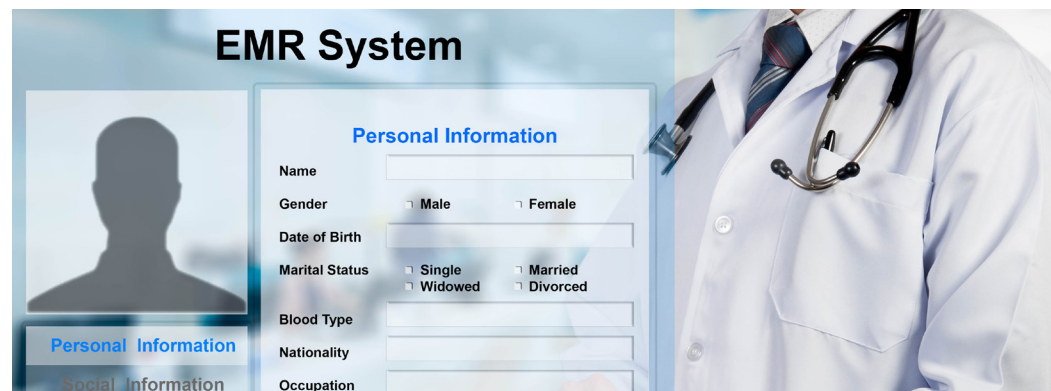 EMR System
Personal Information
Name
Gender Male Female
Date of Birth
Marital Status Single Married
Widowed Divorced
Blood Type
Nationality
Occupation
Personal Information
Social Information